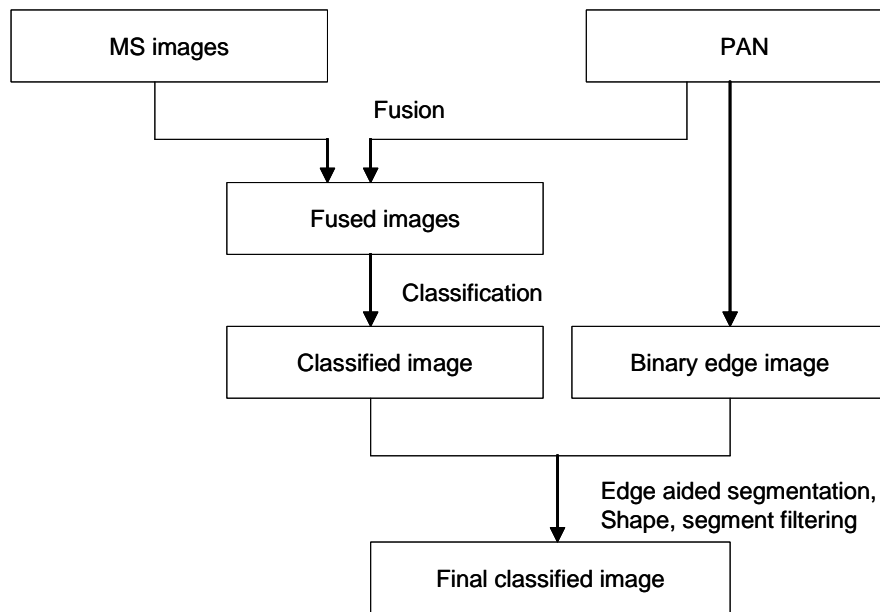 MS images
PAN
Fusion
Fused images
Classification
Classified image
Binary edge image
Edge aided segmentation,
Shape, segment filtering
Final classified image